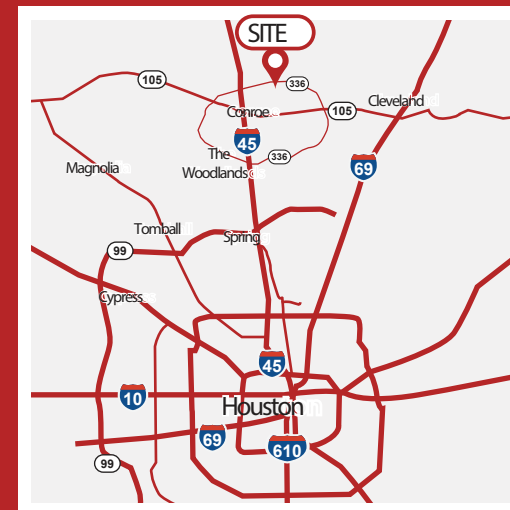 SITE
105
336
Cleveland
Conroe
105
45
The
Woodlands
336
69
Magnolia
Tomball
Spring
99
Cypress
45
10
Houston
69
610
99